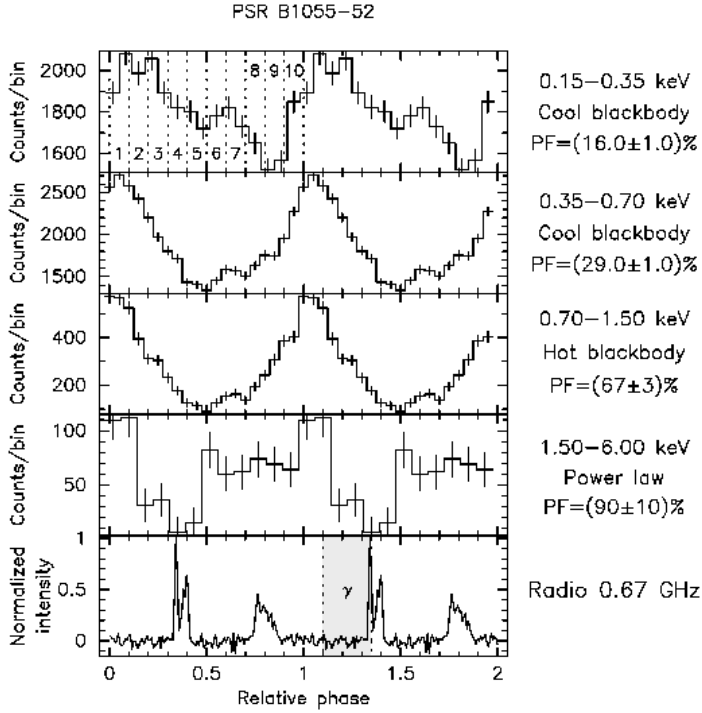 PSR B1055−52
Counts/bin
2000
1800
1600
1 2 3 4 5 6 7 8 9 10
0.15−0.35 keV
Cool blackbody
PF=(16.0±1.0)%
Counts/bin
2500
2000
1500
0.35−0.70 keV
Cool blackbody
PF=(29.0±1.0)%
Counts/bin
400
200
0.70−1.50 keV
Hot blackbody
PF=(67±3)%
Counts/bin
100
50
1.50−6.00 keV
Power law
PF=(90±10)%
Normalized
intensity
1
0.5
0
γ
Radio 0.67 GHz
0 0.5 1 1.5 2
Relative phase